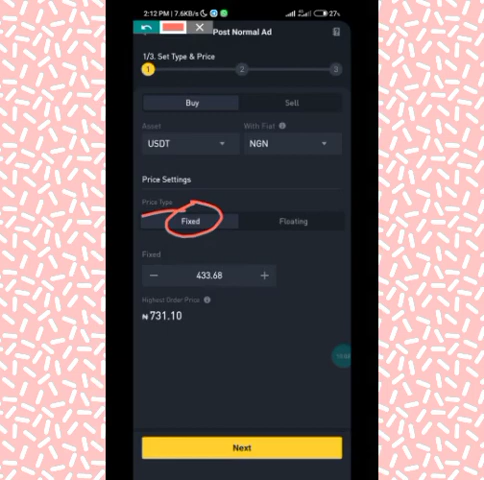 2:12 PM | 7.6KB/s 27%
Post Normal Ad
1/3. Set Type & Price
1 2 3
Buy Sell
Asset With Fiat
USDT NGN
Price Settings
Price Type
Fixed Floating
Fixed
− 433.68 +
Highest Order Price
₦731.10
Next